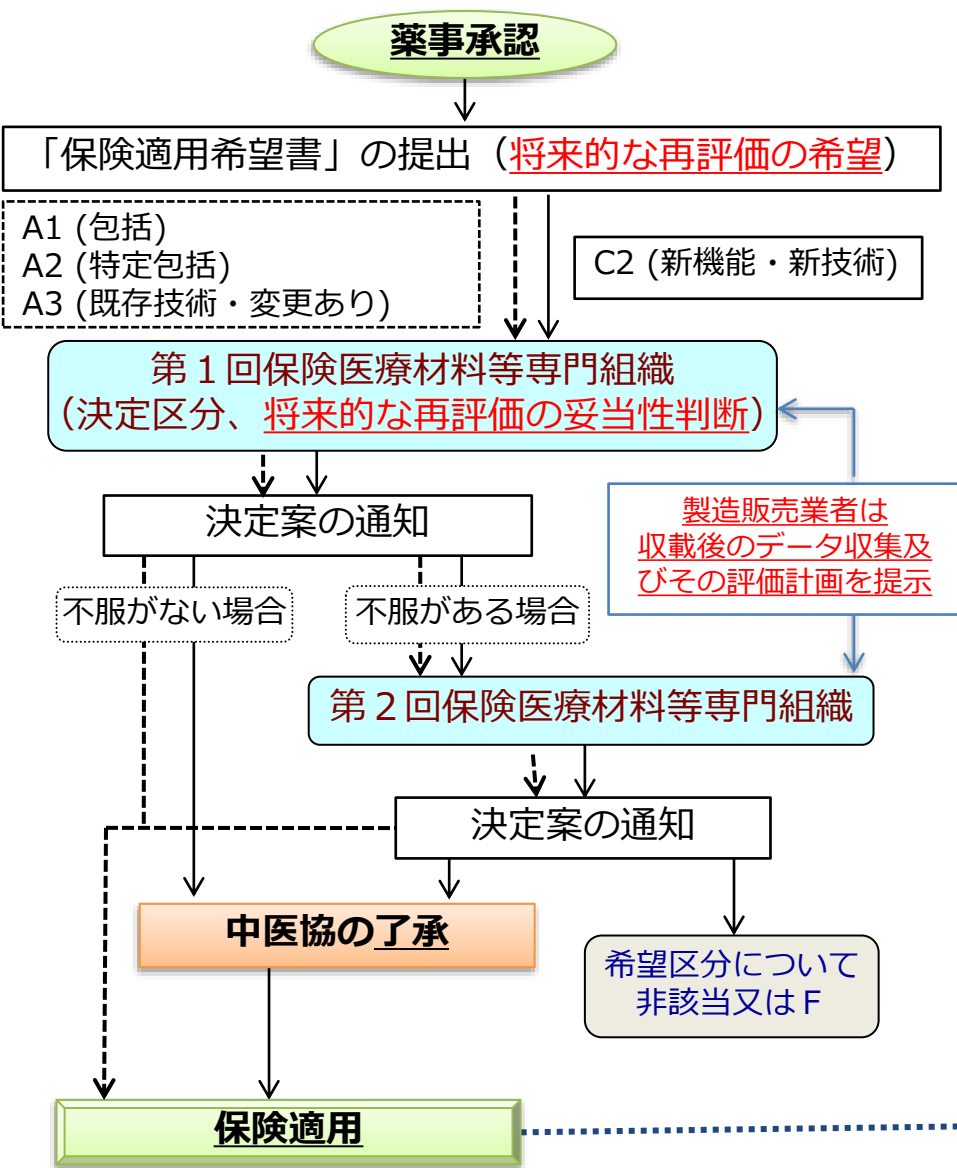 薬事承認
「保険適用希望書」の提出（将来的な再評価の希望）
A1 (包括)
A2 (特定包括)
A3 (既存技術・変更あり)
C2 (新機能・新技術)
第１回保険医療材料等専門組織
（決定区分、将来的な再評価の妥当性判断）
決定案の通知
製造販売業者は
収載後のデータ収集及
びその評価計画を提示
不服がない場合
不服がある場合
第２回保険医療材料等専門組織
決定案の通知
中医協の了承
希望区分について
非該当又はＦ
保険適用